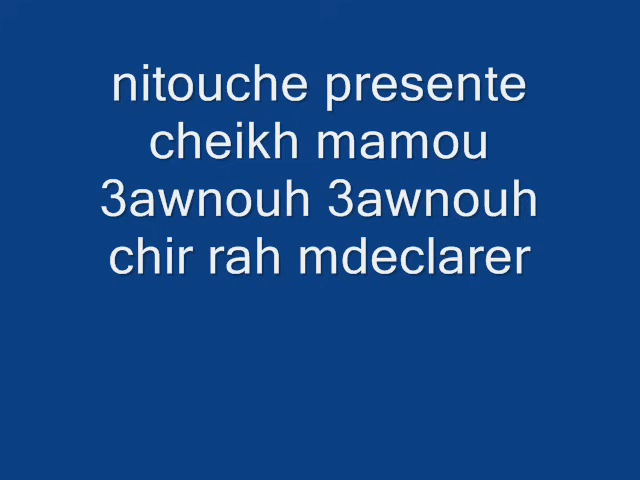 nitouche presente
cheikh mamou
3awnouh 3awnouh
chir rah mdeclarer